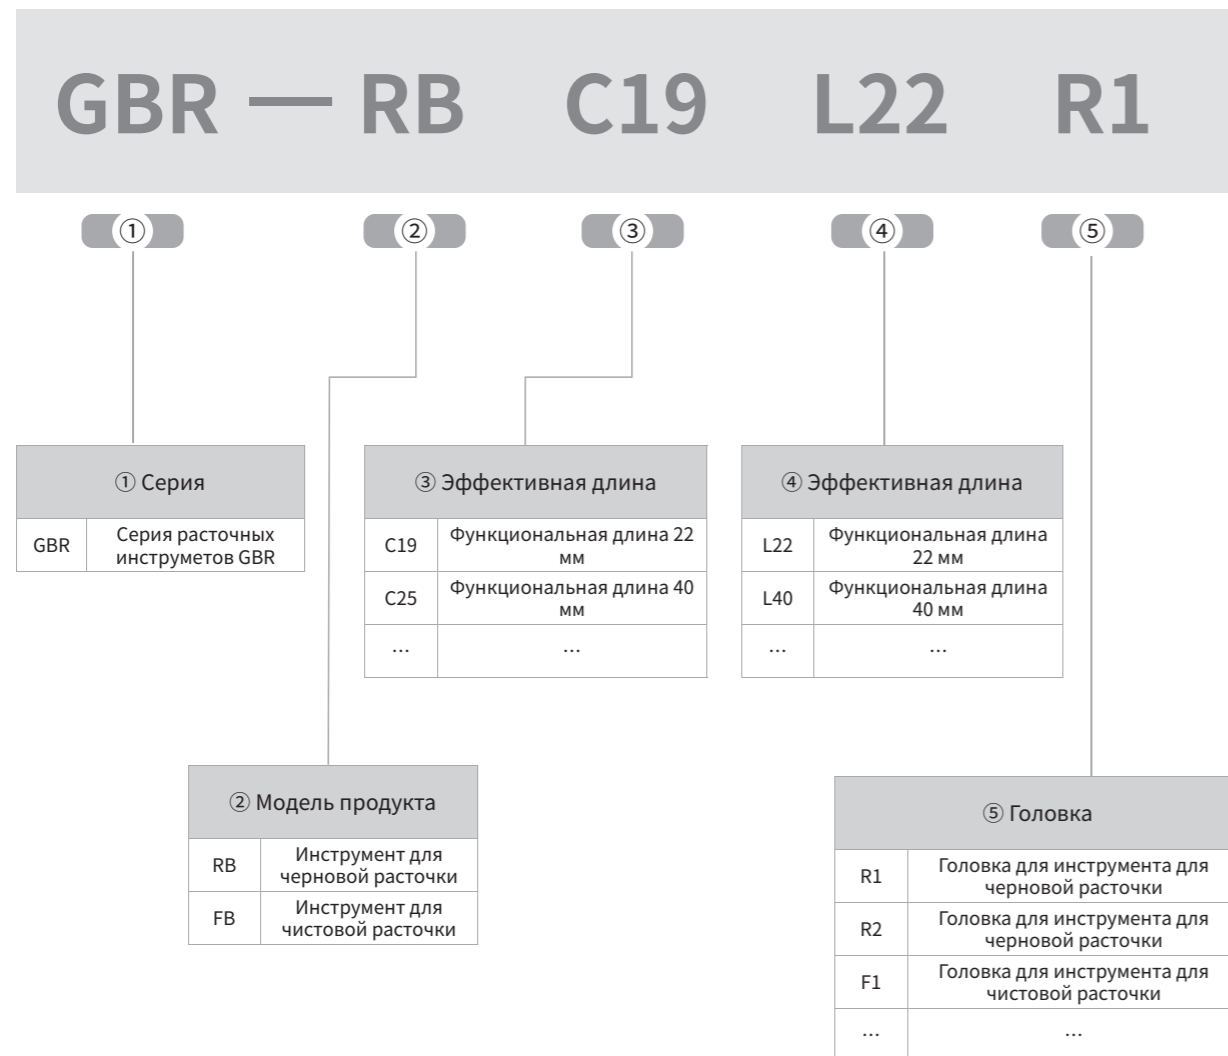 GBR — RB C19 L22 R1
① ② ③ ④ ⑤
① Серия
GBR
Серия расточных
инструметов GBR
③ Эффективная длина
C19
Функциональная длина 22
мм
C25
Функциональная длина 40
мм
...
...
④ Эффективная длина
L22
Функциональная длина
22 мм
L40
Функциональная длина
40 мм
...
...
② Модель продукта
RB
Инструмент для
черновой расточки
FB
Инструмент для
чистовой расточки
⑤ Головка
R1
Головка для инструмента для
черновой расточки
R2
Головка для инструмента для
черновой расточки
F1
Головка для инструмента для
чистовой расточки
...
...